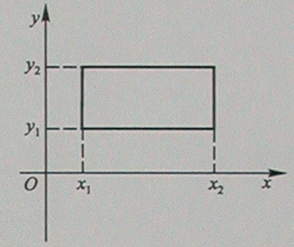 y
y₂
y₁
O x₁ x₂ x